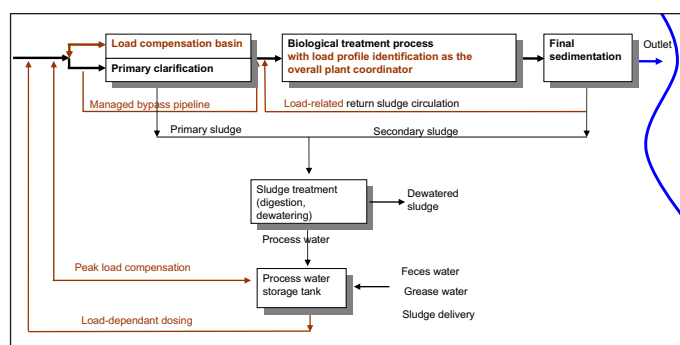 Load compensation basin
Primary clarification
Biological treatment process
with load profile identification as the
overall plant coordinator
Final
sedimentation
Outlet
Managed bypass pipeline
Load-related return sludge circulation
Primary sludge
Secondary sludge
Sludge treatment
(digestion,
dewatering)
Dewatered
sludge
Process water
Peak load compensation
Process water
storage tank
Feces water
Grease water
Sludge delivery
Load-dependant dosing